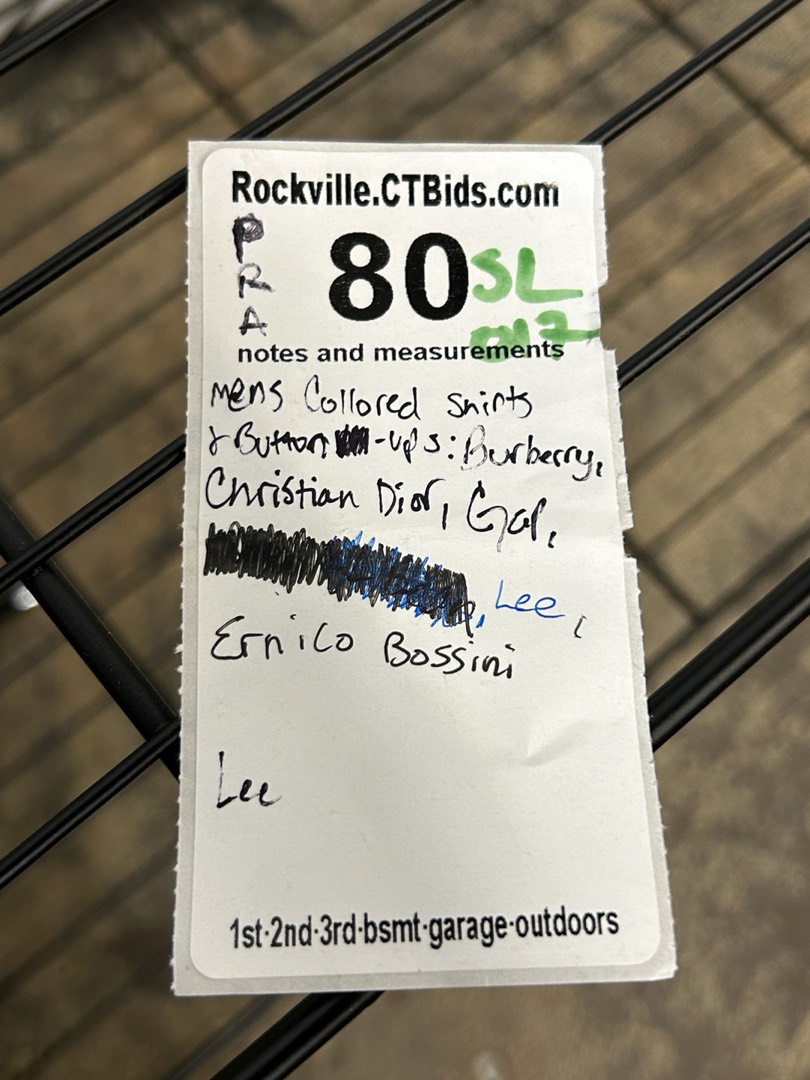 Rockville.CTBids.com
P
R
A
80 SL
notes and measurements
Mens Collored Shirts
& Button -ups: Burberry,
Christian Dior, Gap,
, Lee,
Ernico Bossini
Lee
1st·2nd·3rd·bsmt·garage·outdoors